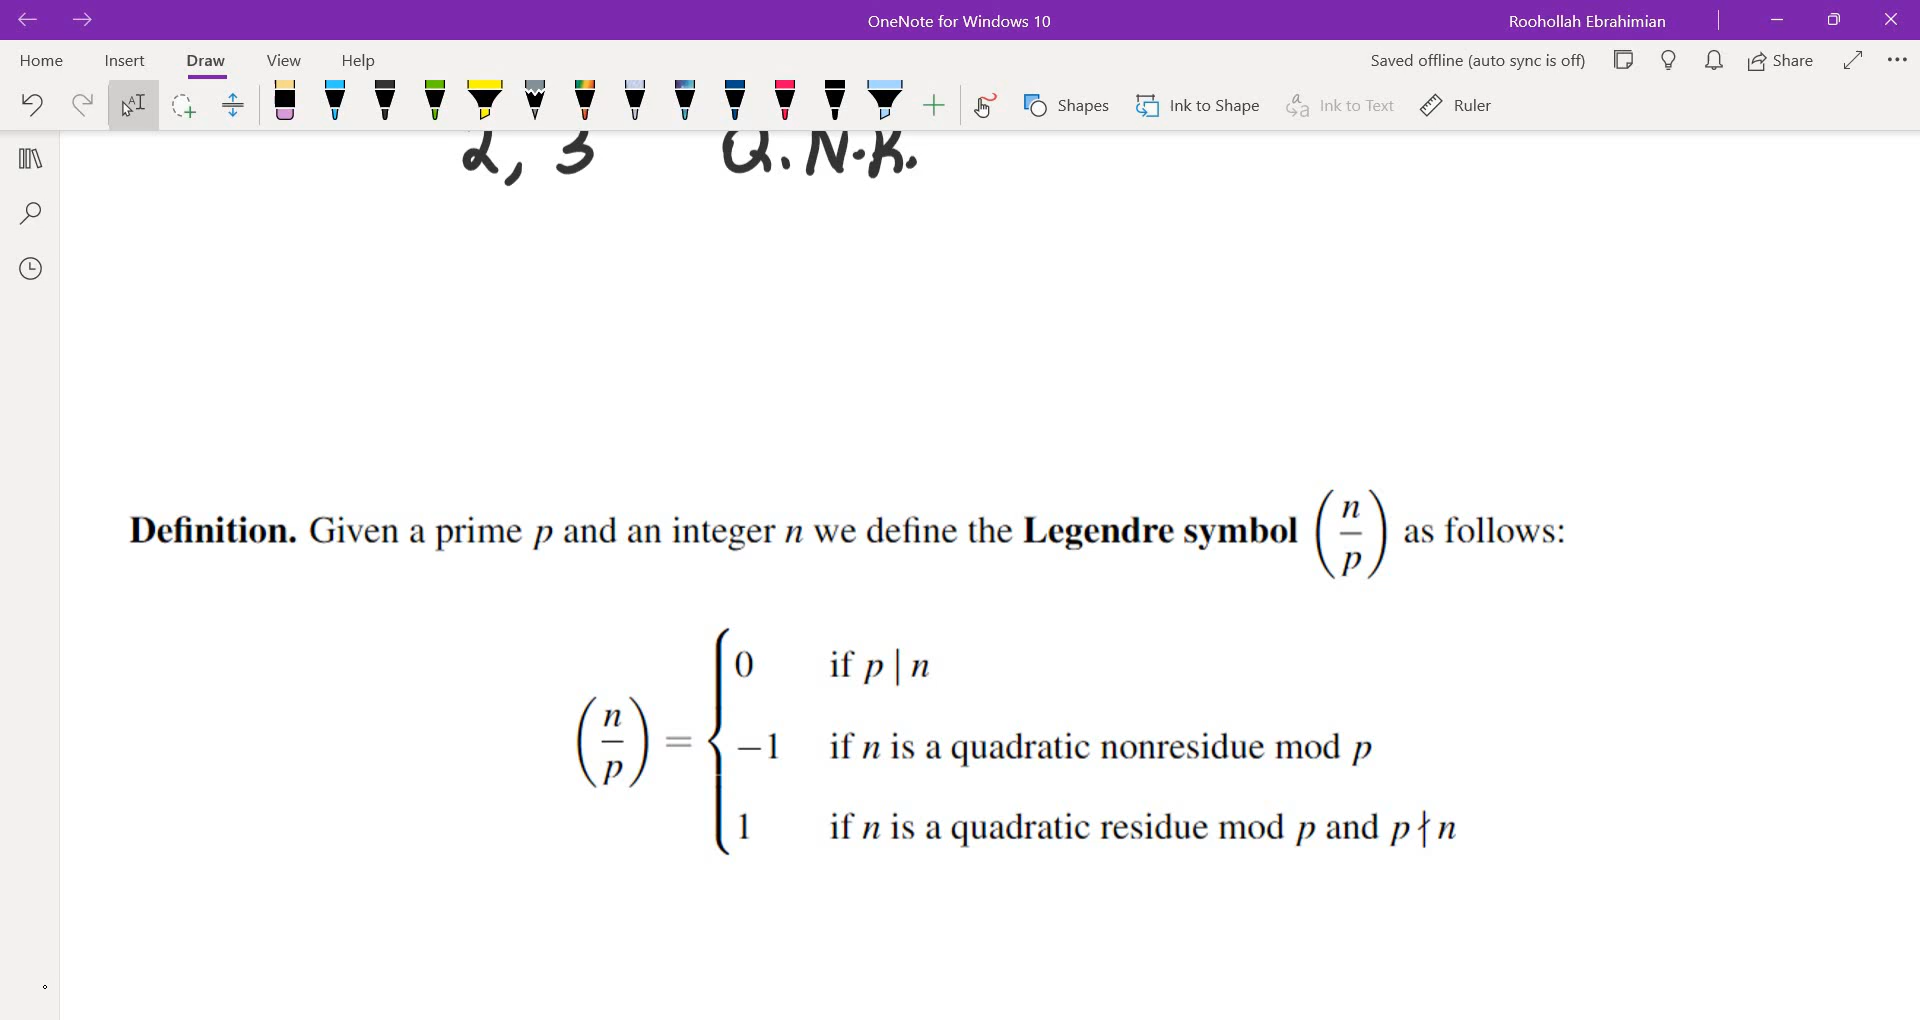 OneNote for Windows 10
Roohollah Ebrahimian
Home Insert Draw View Help
Saved offline (auto sync is off) Share
Shapes Ink to Shape Ink to Text Ruler
2, 3 Q.N.R.
Definition. Given a prime p and an integer n we define the Legendre symbol (n/p) as follows:
(n/p) = { 0 if p | n
−1 if n is a quadratic nonresidue mod p
1 if n is a quadratic residue mod p and p ∤ n